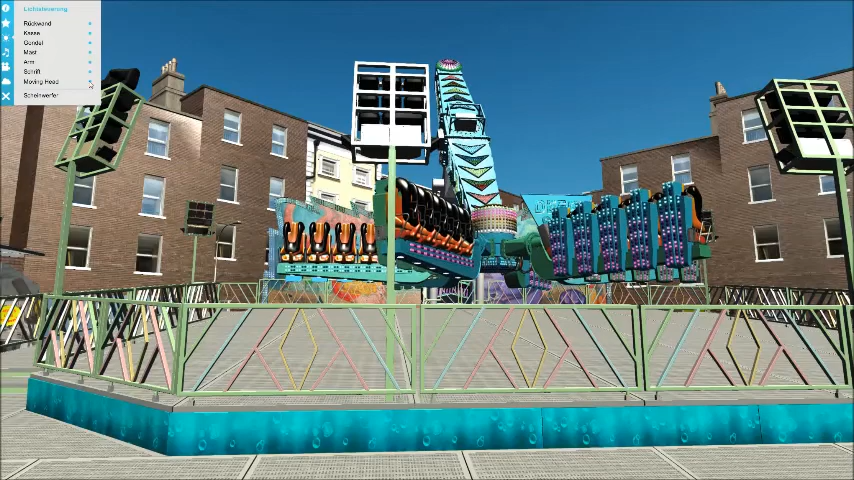 Lichtsteuerung
Rückwand
Kasse
Gondel
Mast
Arm
Schrift
Moving Head
Scheinwerfer